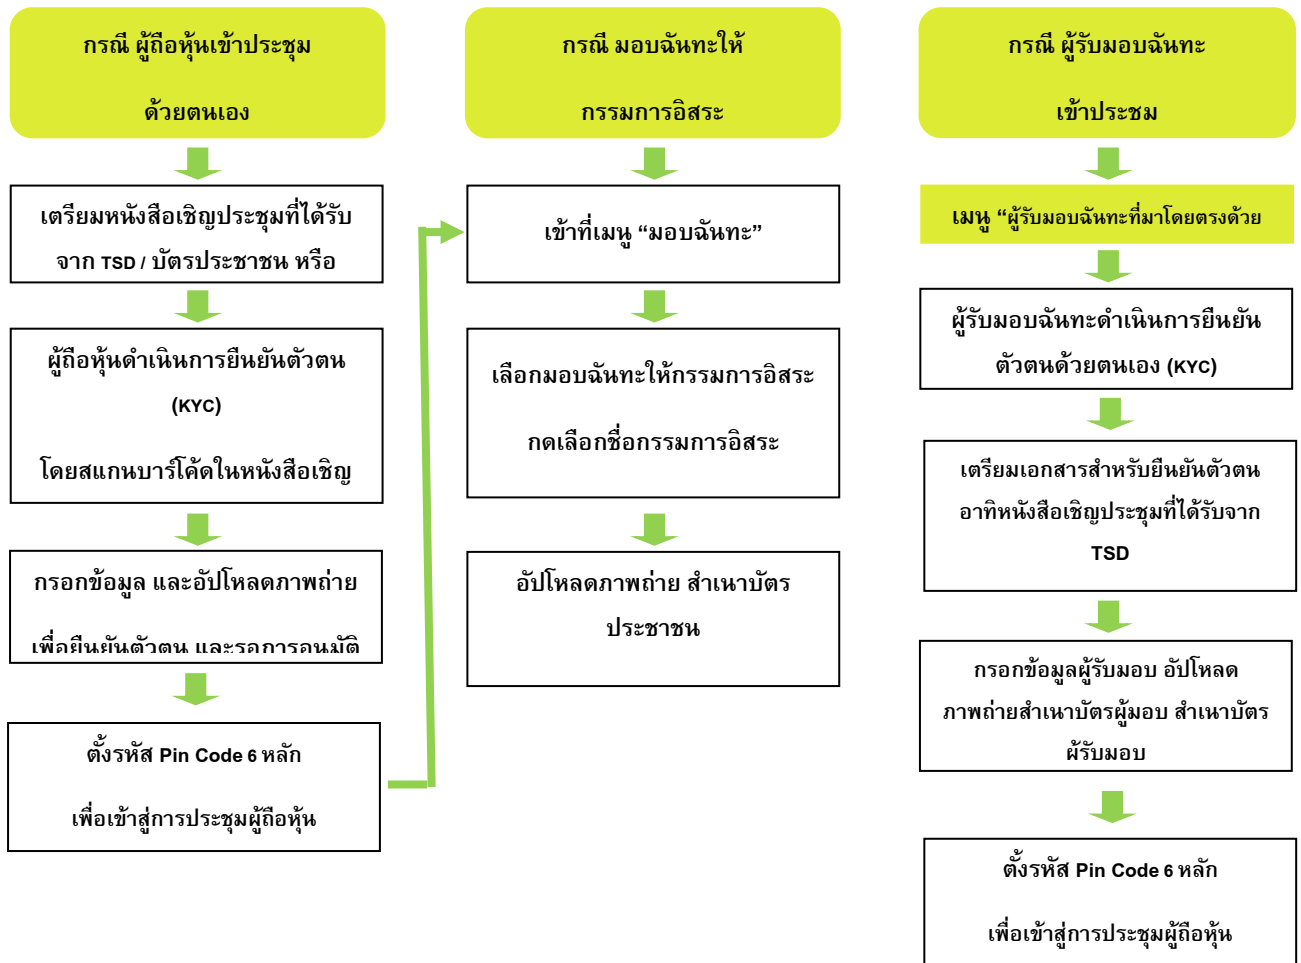 กรณี ผู้ถือหุ้นเข้าประชุม
ด้วยตนเอง
เตรียมหนังสือเชิญประชุมที่ได้รับ
จาก TSD / บัตรประชาชน หรือ
ผู้ถือหุ้นดำเนินการยืนยันตัวตน
(KYC)
โดยสแกนบาร์โค้ดในหนังสือเชิญ
กรอกข้อมูล และอัปโหลดภาพถ่าย
เพื่อยืนยันตัวตน และรอการอนมัติ
ตั้งรหัส Pin Code 6 หลัก
เพื่อเข้าสู่การประชุมผู้ถือหุ้น
กรณี มอบฉันทะให้
กรรมการอิสระ
เข้าที่เมนู “มอบฉันทะ”
เลือกมอบฉันทะให้กรรมการอิสระ
กดเลือกชื่อกรรมการอิสระ
อัปโหลดภาพถ่าย สำเนาบัตร
ประชาชน
กรณี ผู้รับมอบฉันทะ
เข้าประชม
เมนู “ผู้รับมอบฉันทะที่มาโดยตรงด้วย
ผู้รับมอบฉันทะดำเนินการยืนยัน
ตัวตนด้วยตนเอง (KYC)
เตรียมเอกสารสำหรับยืนยันตัวตน
อาทิหนังสือเชิญประชุมที่ได้รับจาก
TSD
กรอกข้อมูลผู้รับมอบ อัปโหลด
ภาพถ่ายสำเนาบัตรผู้มอบ สำเนาบัตร
ผ้รับมอบ
ตั้งรหัส Pin Code 6 หลัก
เพื่อเข้าสู่การประชุมผู้ถือหุ้น